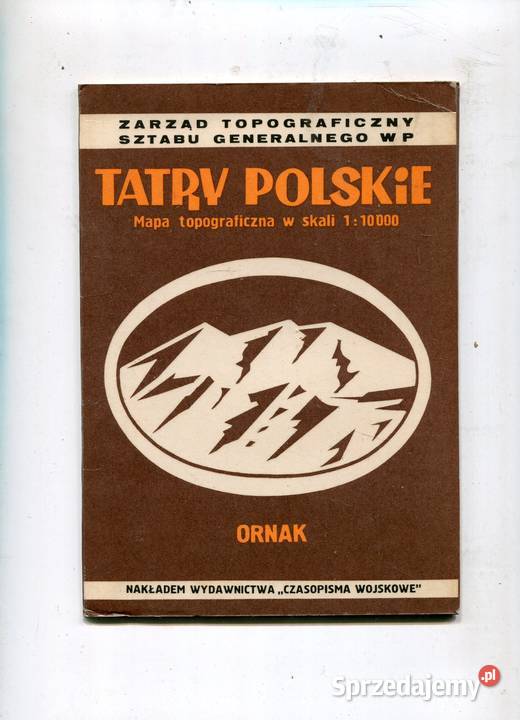 ZARZĄD TOPOGRAFICZNY
SZTABU GENERALNEGO WP
TATRY POLSKiE
Mapa topograficzna w skali 1:10000
ORNAK
NAKŁADEM WYDAWNICTWA „CZASOPISMA WOJSKOWE"
Sprzedajemy.pl